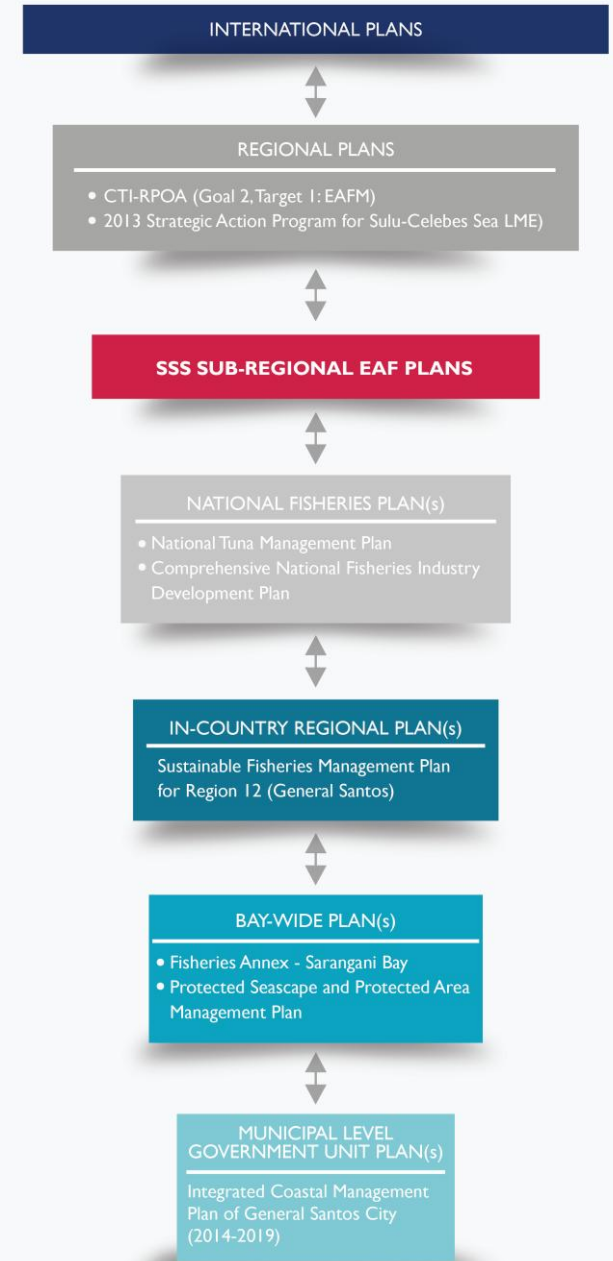 INTERNATIONAL PLANS
REGIONAL PLANS
• CTI-RPOA (Goal 2, Target 1: EAFM)
• 2013 Strategic Action Program for Sulu-Celebes Sea LME)
SSS SUB-REGIONAL EAF PLANS
NATIONAL FISHERIES PLAN(s)
• National Tuna Management Plan
• Comprehensive National Fisheries Industry
Development Plan
IN-COUNTRY REGIONAL PLAN(s)
Sustainable Fisheries Management Plan
for Region 12 (General Santos)
BAY-WIDE PLAN(s)
• Fisheries Annex - Sarangani Bay
• Protected Seascape and Protected Area
Management Plan
MUNICIPAL LEVEL
GOVERNMENT UNIT PLAN(s)
Integrated Coastal Management
Plan of General Santos City
(2014-2019)